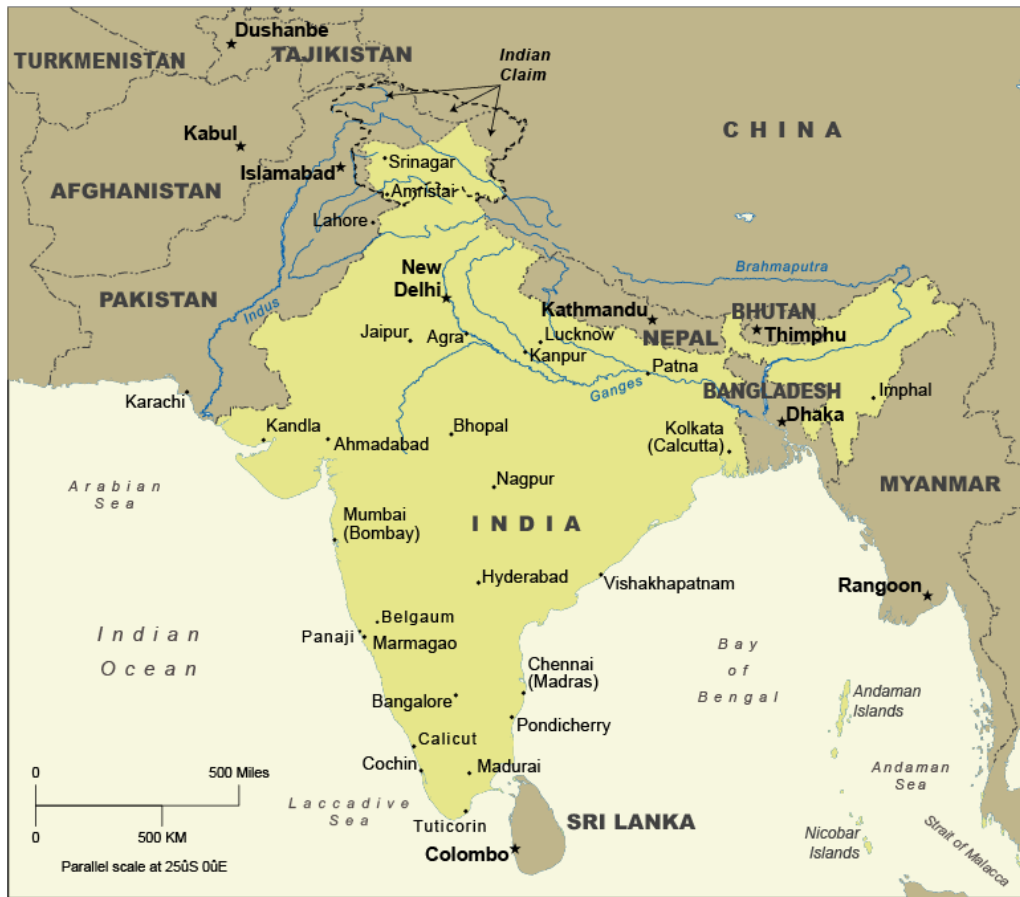 Dushanbe
TURKMENISTAN
TAJIKISTAN
Indian
Claim
CHINA
Kabul
Islamabad
Srinagar
AFGHANISTAN
Amristar
Lahore
New
Delhi
Brahmaputra
PAKISTAN
Indus
Kathmandu
BHUTAN
Jaipur
Agra
Lucknow
NEPAL
Thimphu
Kanpur
Patna
Ganges
BANGLADESH
Imphal
Karachi
Dhaka
Kandla
Ahmadabad
Bhopal
Kolkata
(Calcutta)
Arabian
Sea
Nagpur
MYANMAR
Mumbai
(Bombay)
INDIA
Hyderabad
Vishakhapatnam
Rangoon
Belgaum
Panaji
Marmagao
Indian
Ocean
Bay
of
Bengal
Chennai
(Madras)
Bangalore
Andaman
Islands
Pondicherry
Calicut
Cochin
Madurai
0
500 Miles
Andaman
Sea
Laccadive
Sea
Tuticorin
SRI LANKA
0
500 KM
Nicobar
Islands
Strait of Malacca
Colombo
Parallel scale at 25ûS 0ûE